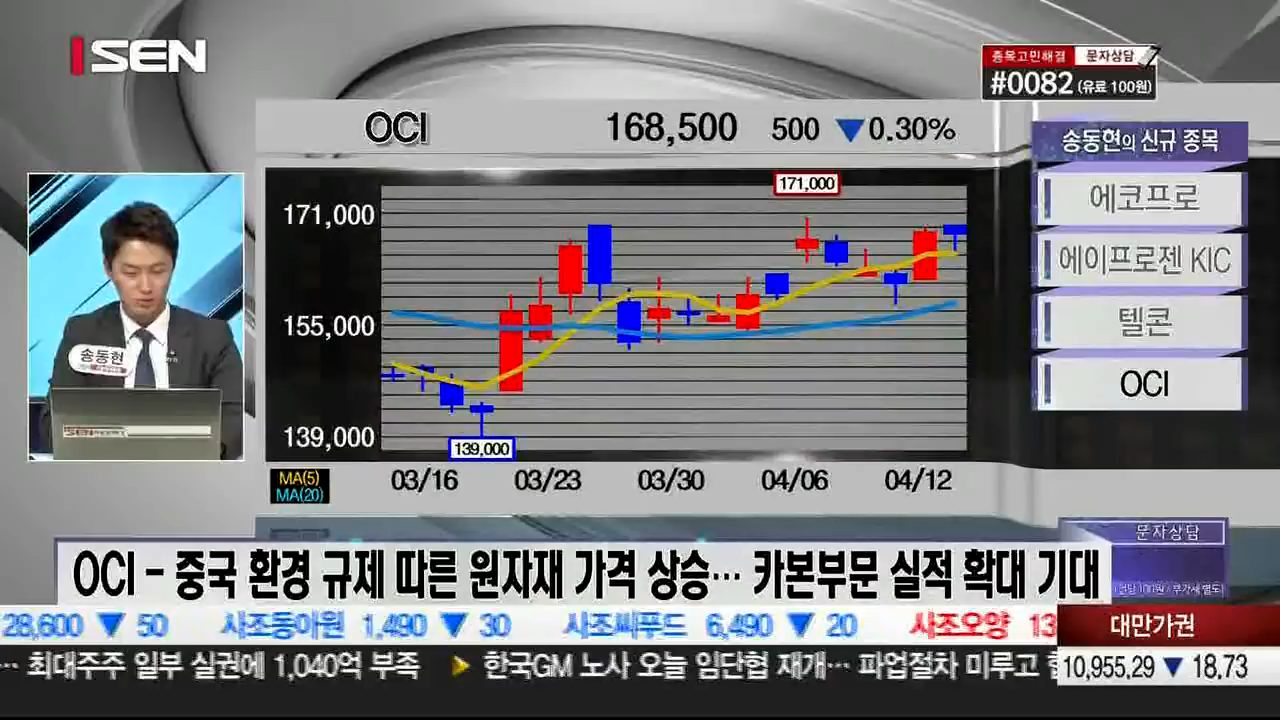 SEN
종목고민해결 문자상담
#0082 (유료 100원)
OCI 168,500 500 ▼0.30%
송동현의 신규 종목
에코프로
에이프로젠 KIC
텔콘
OCI
171,000
171,000
155,000
139,000
139,000
MA(5)
MA(20)
03/16 03/23 03/30 04/06 04/12
송동현
SEN
문자상담
OCI - 중국 환경 규제 따른 원자재 가격 상승… 카본부문 실적 확대 기대
28,600 ▼ 50 사조동아원 1,490 ▼ 30 사조씨푸드 6,490 ▼ 20 사조오양 13
대만가권
… 최대주주 일부 실권에 1,040억 부족 한국GM 노사 오늘 임단협 재개… 파업절차 미루고
10,955.29 ▼ 18.73